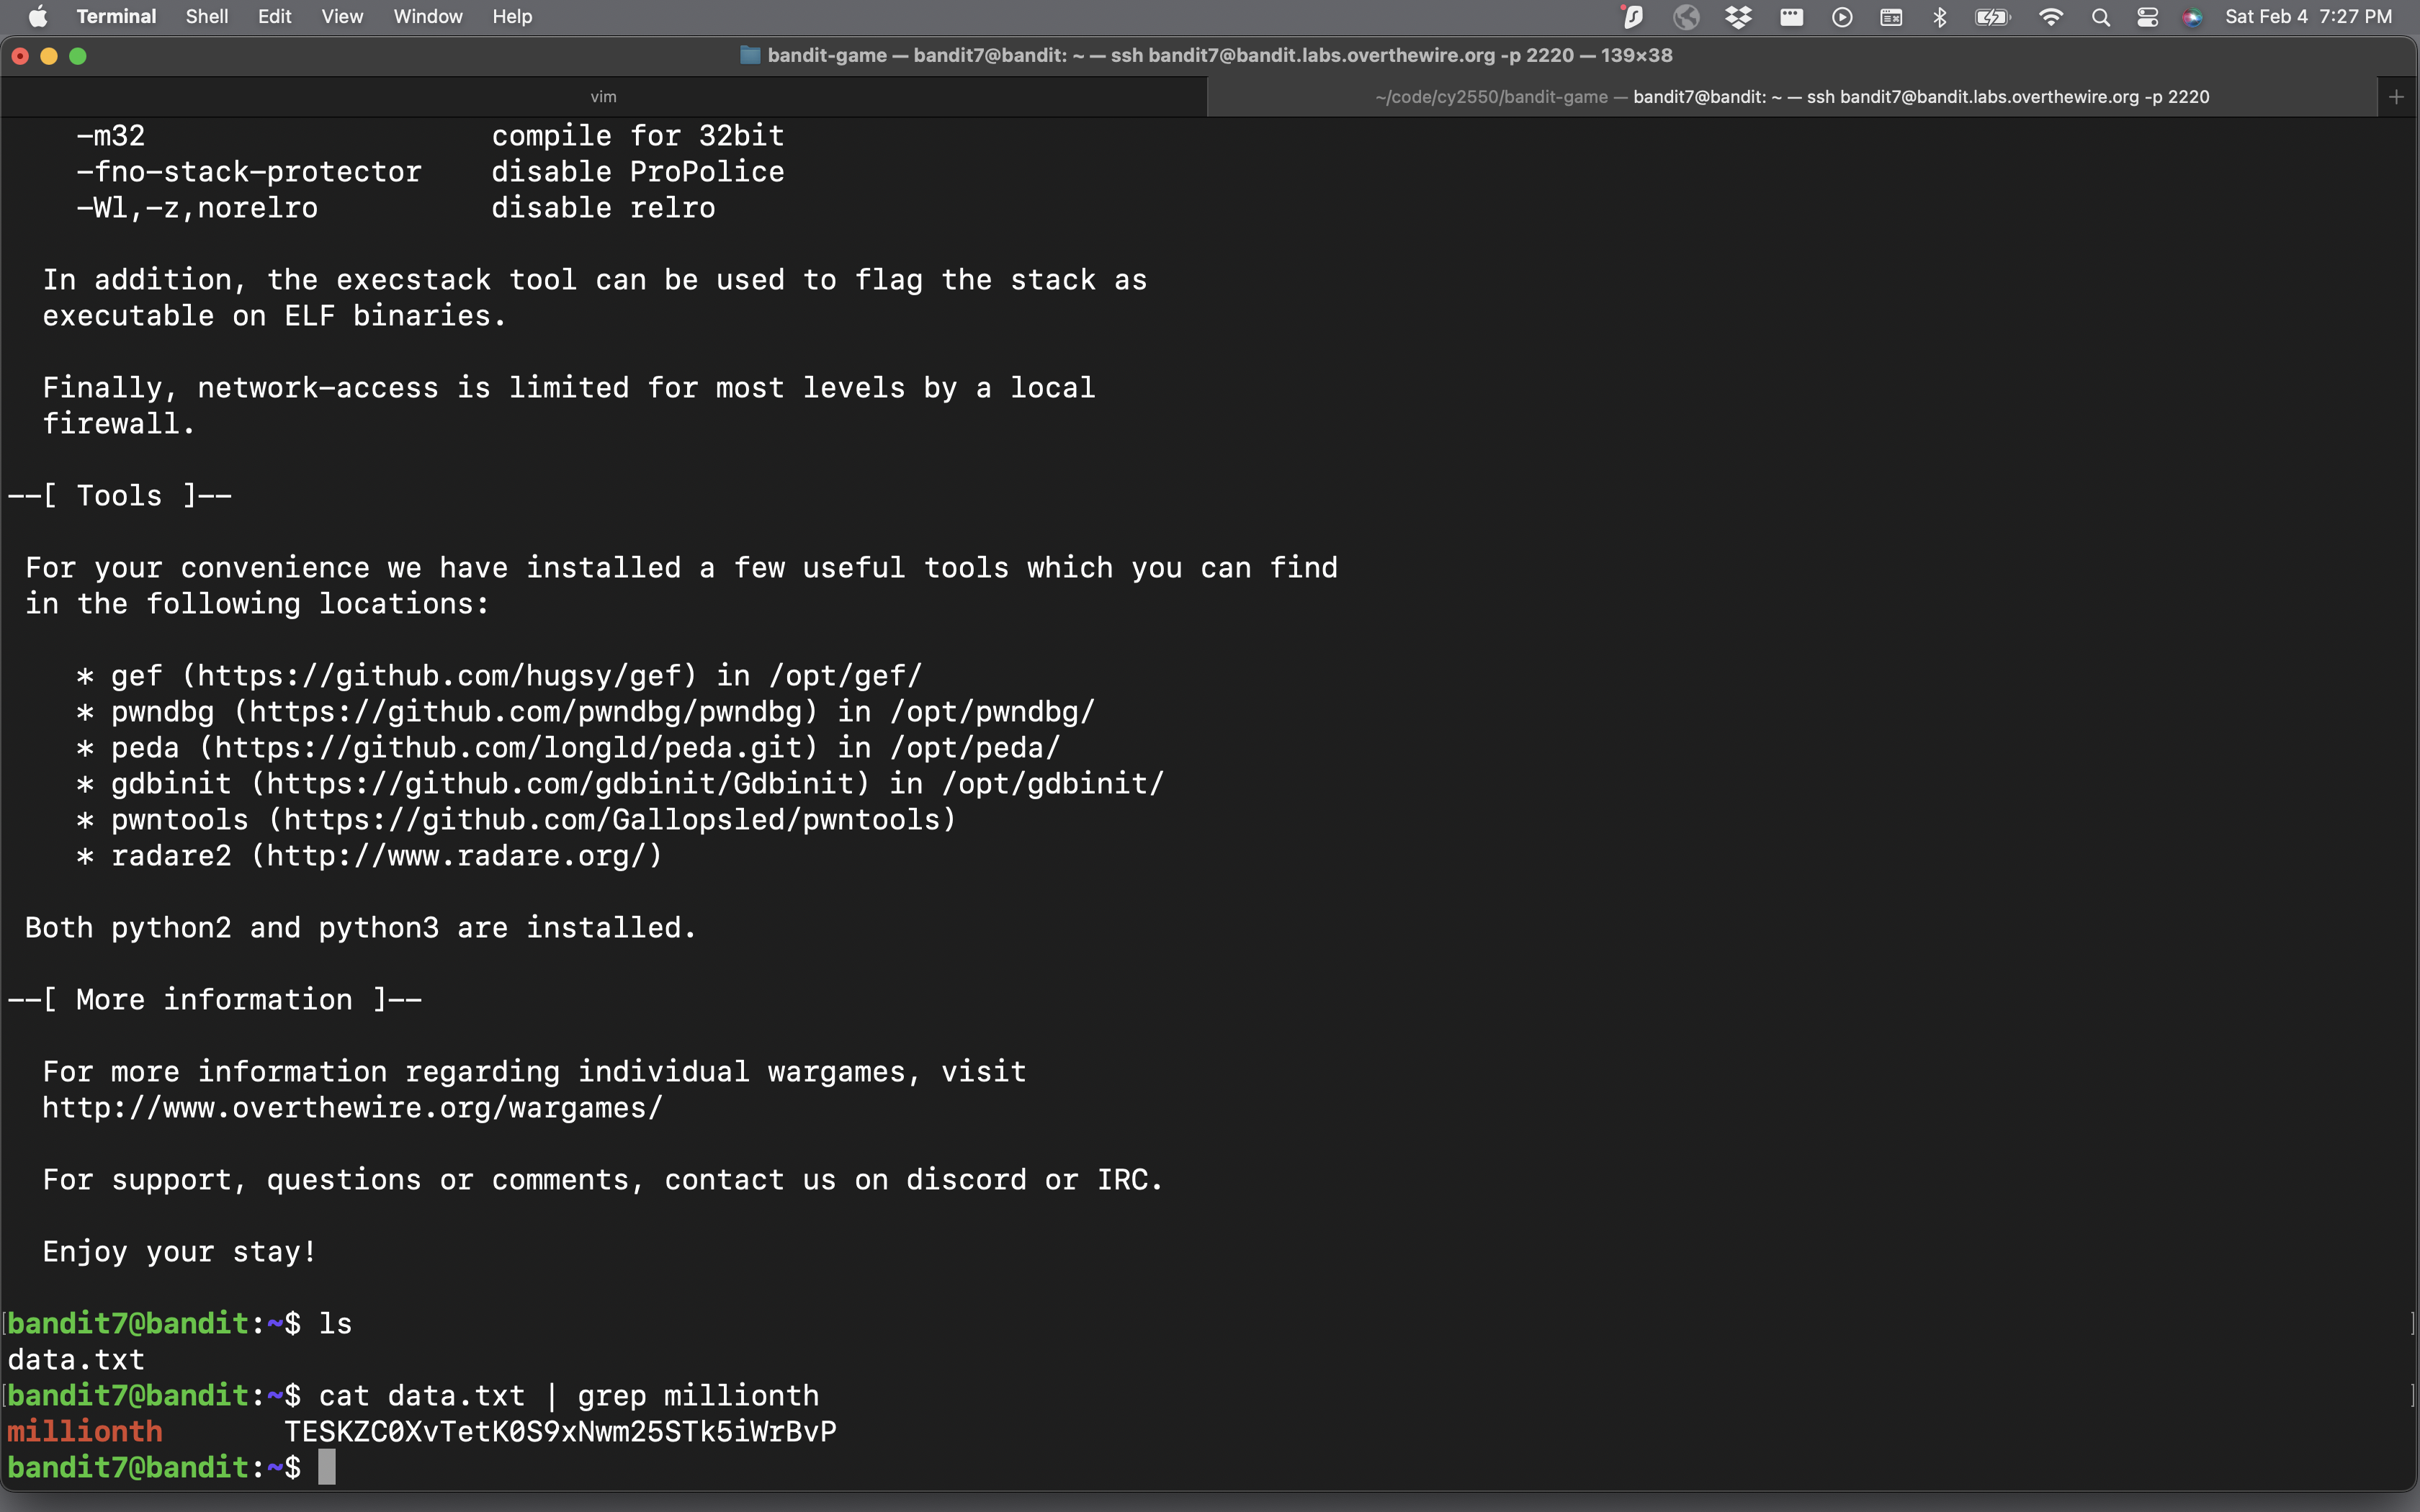 Terminal Shell Edit View Window Help Sat Feb 4 7:27 PM
bandit-game — bandit7@bandit: ~ — ssh bandit7@bandit.labs.overthewire.org -p 2220 — 139×38
vim ~/code/cy2550/bandit-game — bandit7@bandit: ~ — ssh bandit7@bandit.labs.overthewire.org -p 2220 +
-m32 compile for 32bit
-fno-stack-protector disable ProPolice
-Wl,-z,norelro disable relro
In addition, the execstack tool can be used to flag the stack as
executable on ELF binaries.
Finally, network-access is limited for most levels by a local
firewall.
--[ Tools ]--
For your convenience we have installed a few useful tools which you can find
in the following locations:
* gef (https://github.com/hugsy/gef) in /opt/gef/
* pwndbg (https://github.com/pwndbg/pwndbg) in /opt/pwndbg/
* peda (https://github.com/longld/peda.git) in /opt/peda/
* gdbinit (https://github.com/gdbinit/Gdbinit) in /opt/gdbinit/
* pwntools (https://github.com/Gallopsled/pwntools)
* radare2 (http://www.radare.org/)
Both python2 and python3 are installed.
--[ More information ]--
For more information regarding individual wargames, visit
http://www.overthewire.org/wargames/
For support, questions or comments, contact us on discord or IRC.
Enjoy your stay!
[bandit7@bandit:~$ ls ]
data.txt
[bandit7@bandit:~$ cat data.txt | grep millionth ]
millionth TESKZC0XvTetK0S9xNwm25STk5iWrBvP
bandit7@bandit:~$